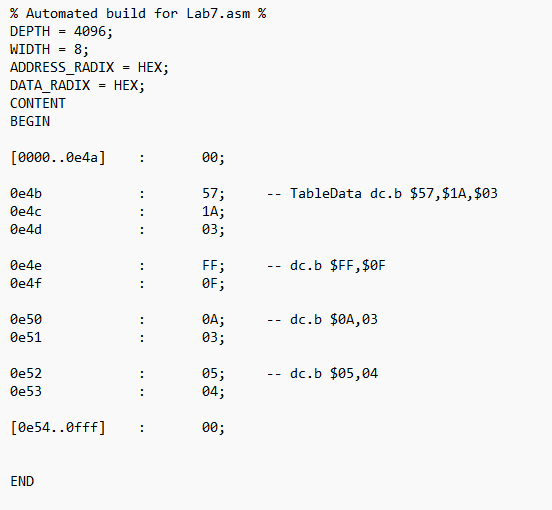 % Automated build for Lab7.asm %
DEPTH = 4096;
WIDTH = 8;
ADDRESS_RADIX = HEX;
DATA_RADIX = HEX;
CONTENT
BEGIN
[0000..0e4a]    :       00;
0e4b            :       57;     -- TableData dc.b $57,$1A,$03
0e4c            :       1A;
0e4d            :       03;
0e4e            :       FF;     -- dc.b $FF,$0F
0e4f            :       0F;
0e50            :       0A;     -- dc.b $0A,03
0e51            :       03;
0e52            :       05;     -- dc.b $05,04
0e53            :       04;
[0e54..0fff]    :       00;
END